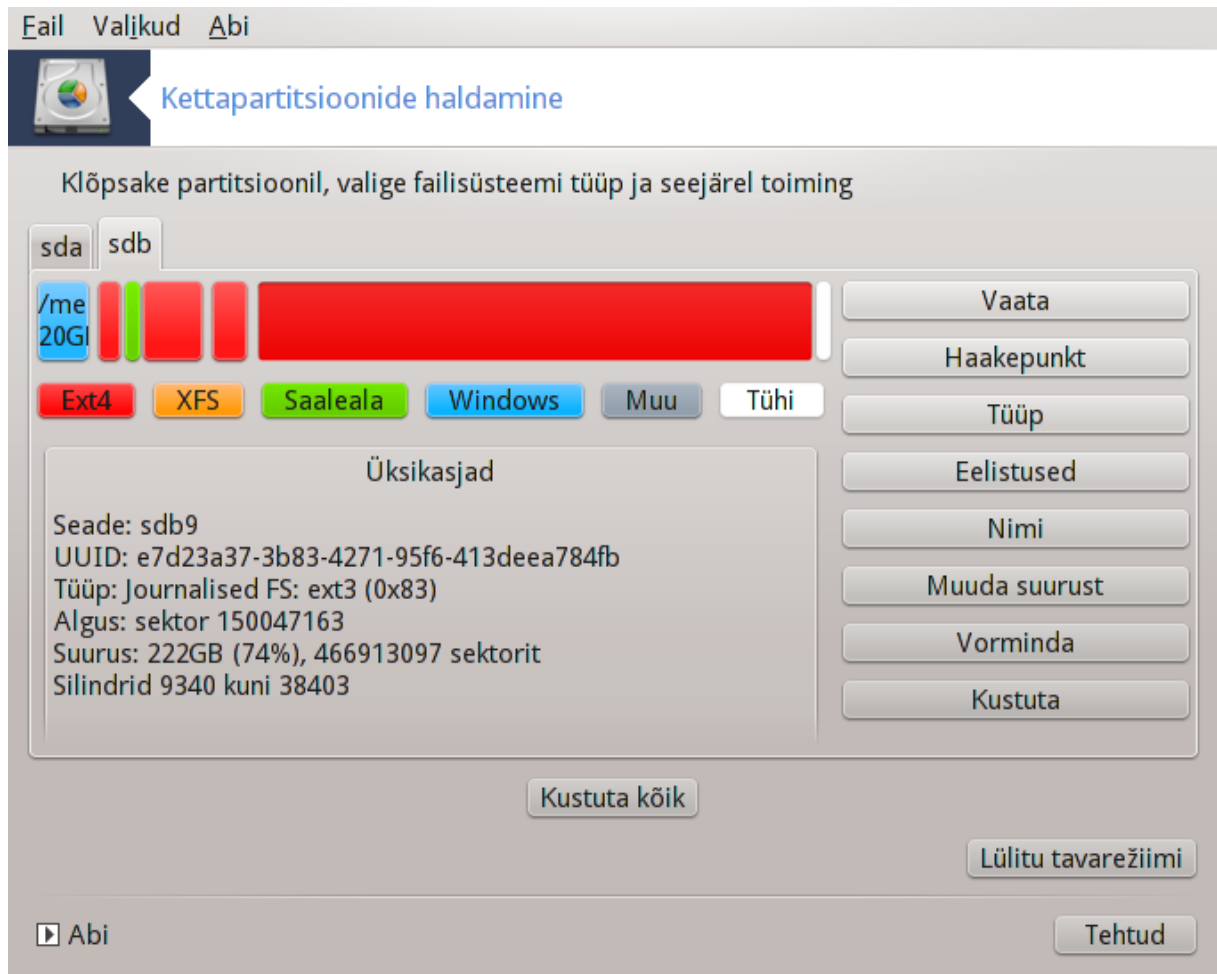 Fail Valikud Abi
Kettapartitsioonide haldamine
Klõpsake partitsioonil, valige failisüsteemi tüüp ja seejärel toiming
sda sdb
/me
20G
Vaata
Haakepunkt
Ext4 XFS Saaleala Windows Muu Tühi
Tüüp
Üksikasjad
Eelistused
Seade: sdb9
Nimi
UUID: e7d23a37-3b83-4271-95f6-413deea784fb
Tüüp: Journalised FS: ext3 (0x83)
Muuda suurust
Algus: sektor 150047163
Suurus: 222GB (74%), 466913097 sektorit
Vorminda
Silindrid 9340 kuni 38403
Kustuta
Kustuta kõik
Lülitu tavarežiimi
Abi
Tehtud